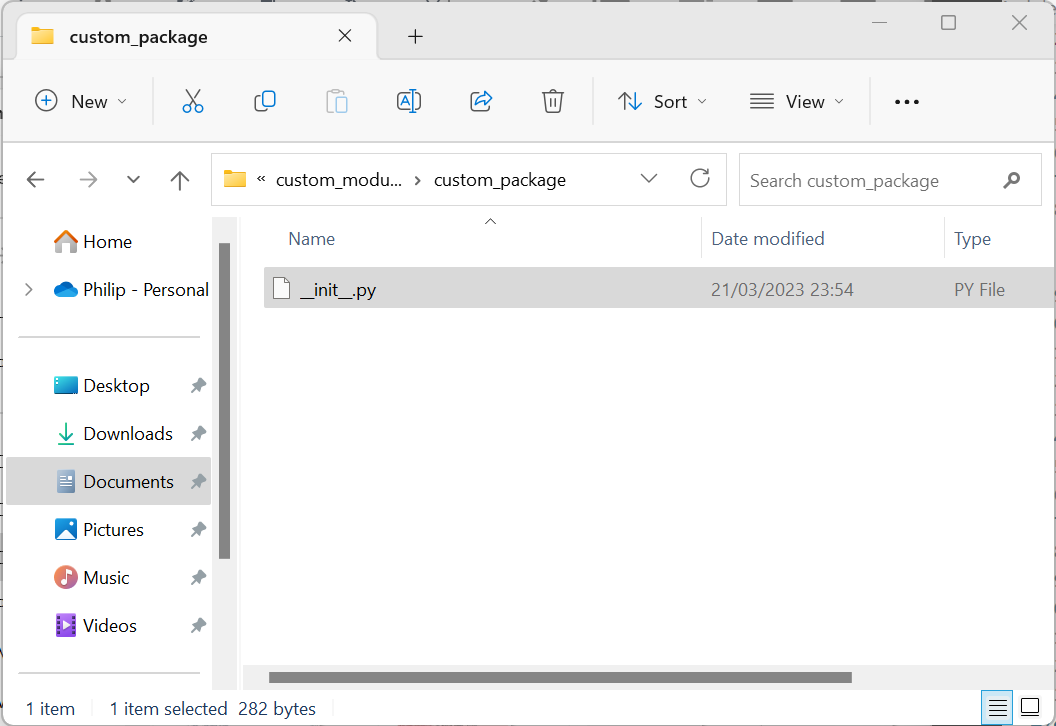 custom_package
New
Sort
View
« custom_modu... > custom_package
Search custom_package
Home
Philip - Personal
Desktop
Downloads
Documents
Pictures
Music
Videos
Name Date modified Type
__init__.py 21/03/2023 23:54 PY File
1 item 1 item selected 282 bytes